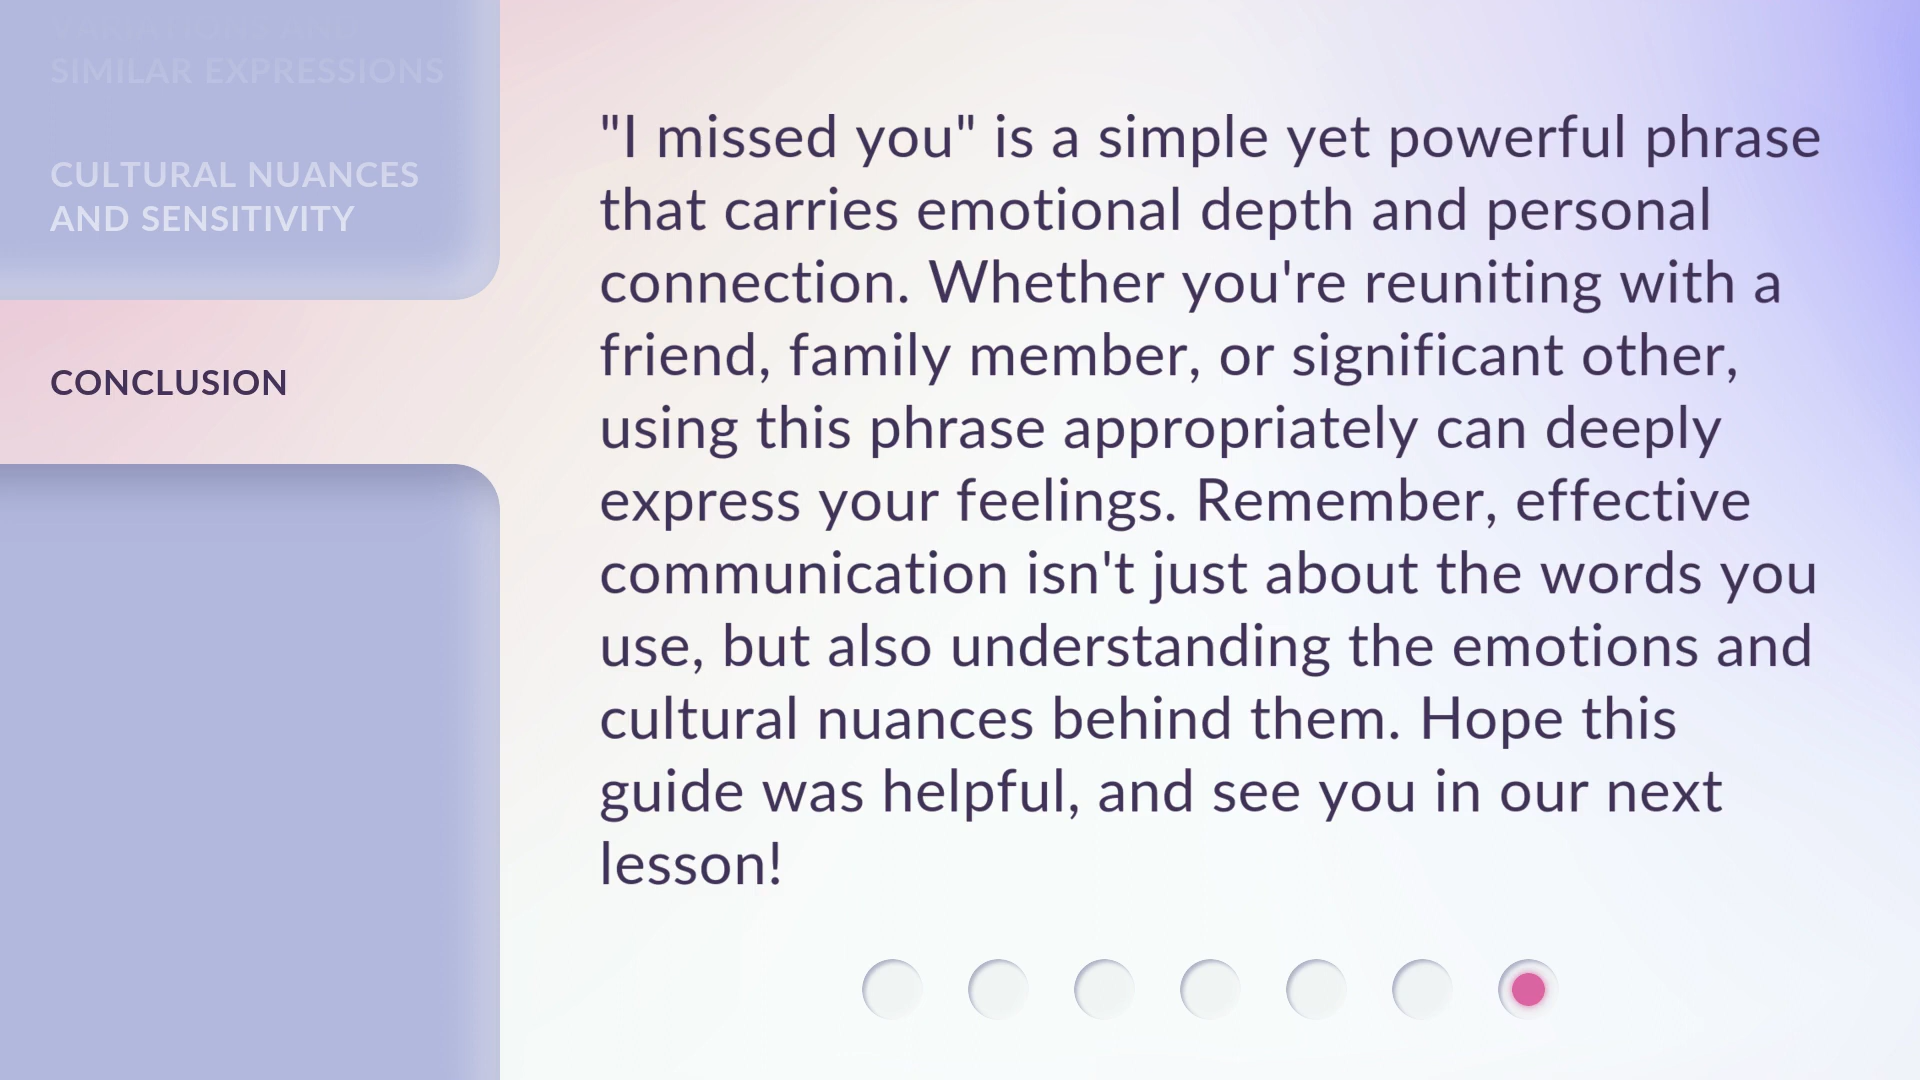 VARIATIONS AND
SIMILAR EXPRESSIONS
CULTURAL NUANCES
AND SENSITIVITY
CONCLUSION
"I missed you" is a simple yet powerful phrase
that carries emotional depth and personal
connection. Whether you're reuniting with a
friend, family member, or significant other,
using this phrase appropriately can deeply
express your feelings. Remember, effective
communication isn't just about the words you
use, but also understanding the emotions and
cultural nuances behind them. Hope this
guide was helpful, and see you in our next
lesson!